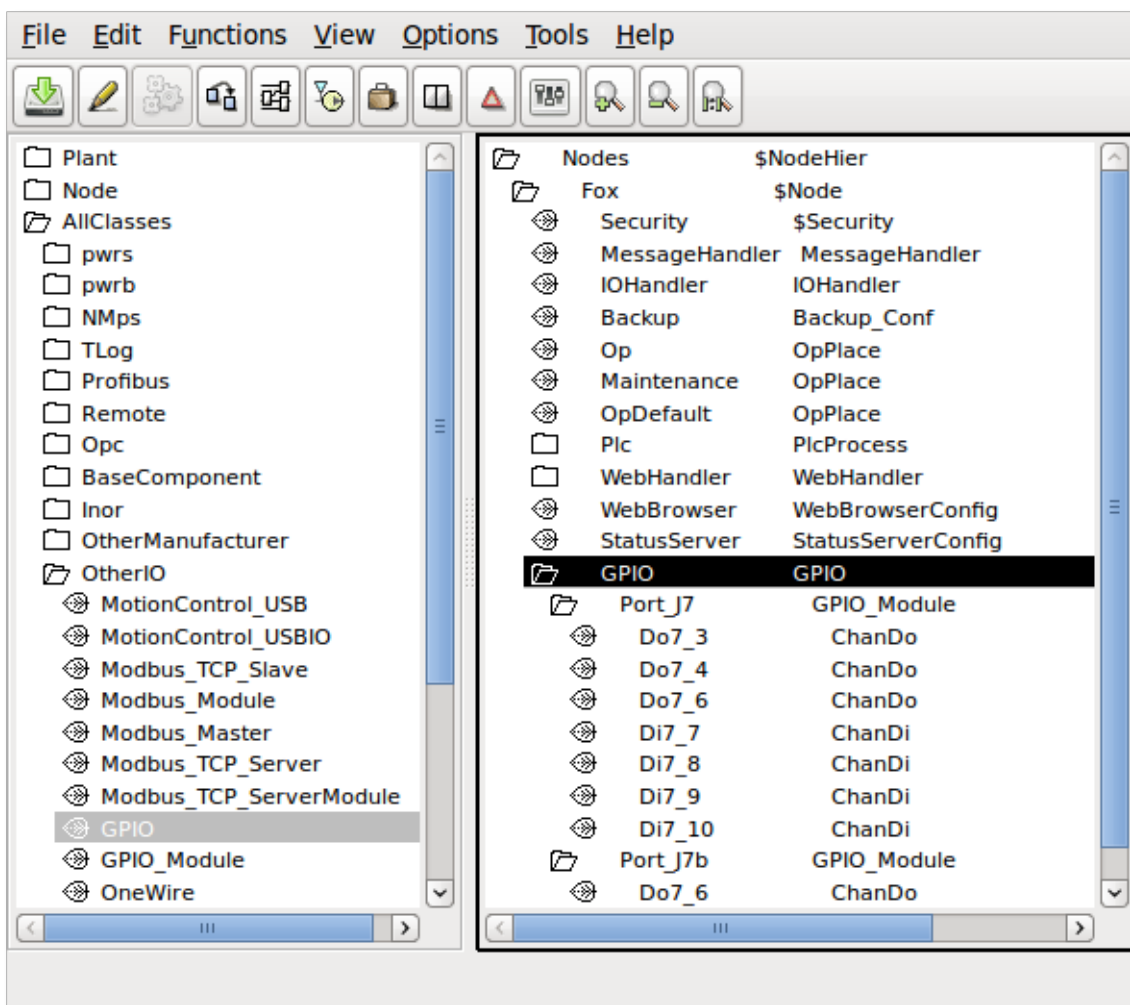 File Edit Functions View Options Tools Help
Plant
Node
AllClasses
pwrs
pwrb
NMps
TLog
Profibus
Remote
Opc
BaseComponent
Inor
OtherManufacturer
OtherIO
MotionControl_USB
MotionControl_USBIO
Modbus_TCP_Slave
Modbus_Module
Modbus_Master
Modbus_TCP_Server
Modbus_TCP_ServerModule
GPIO
GPIO_Module
OneWire
Nodes $NodeHier
Fox $Node
Security $Security
MessageHandler MessageHandler
IOHandler IOHandler
Backup Backup_Conf
Op OpPlace
Maintenance OpPlace
OpDefault OpPlace
Plc PlcProcess
WebHandler WebHandler
WebBrowser WebBrowserConfig
StatusServer StatusServerConfig
GPIO GPIO
Port_J7 GPIO_Module
Do7_3 ChanDo
Do7_4 ChanDo
Do7_6 ChanDo
Di7_7 ChanDi
Di7_8 ChanDi
Di7_9 ChanDi
Di7_10 ChanDi
Port_J7b GPIO_Module
Do7_6 ChanDo